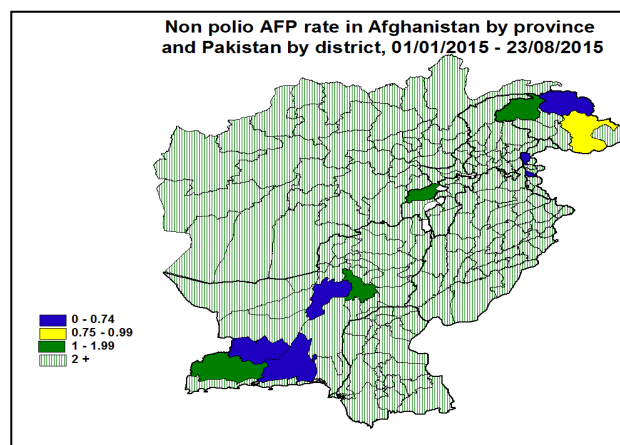 Non polio AFP rate in Afghanistan by province
and Pakistan by district, 01/01/2015 - 23/08/2015
0 - 0.74
0.75 - 0.99
1 - 1.99
2 +